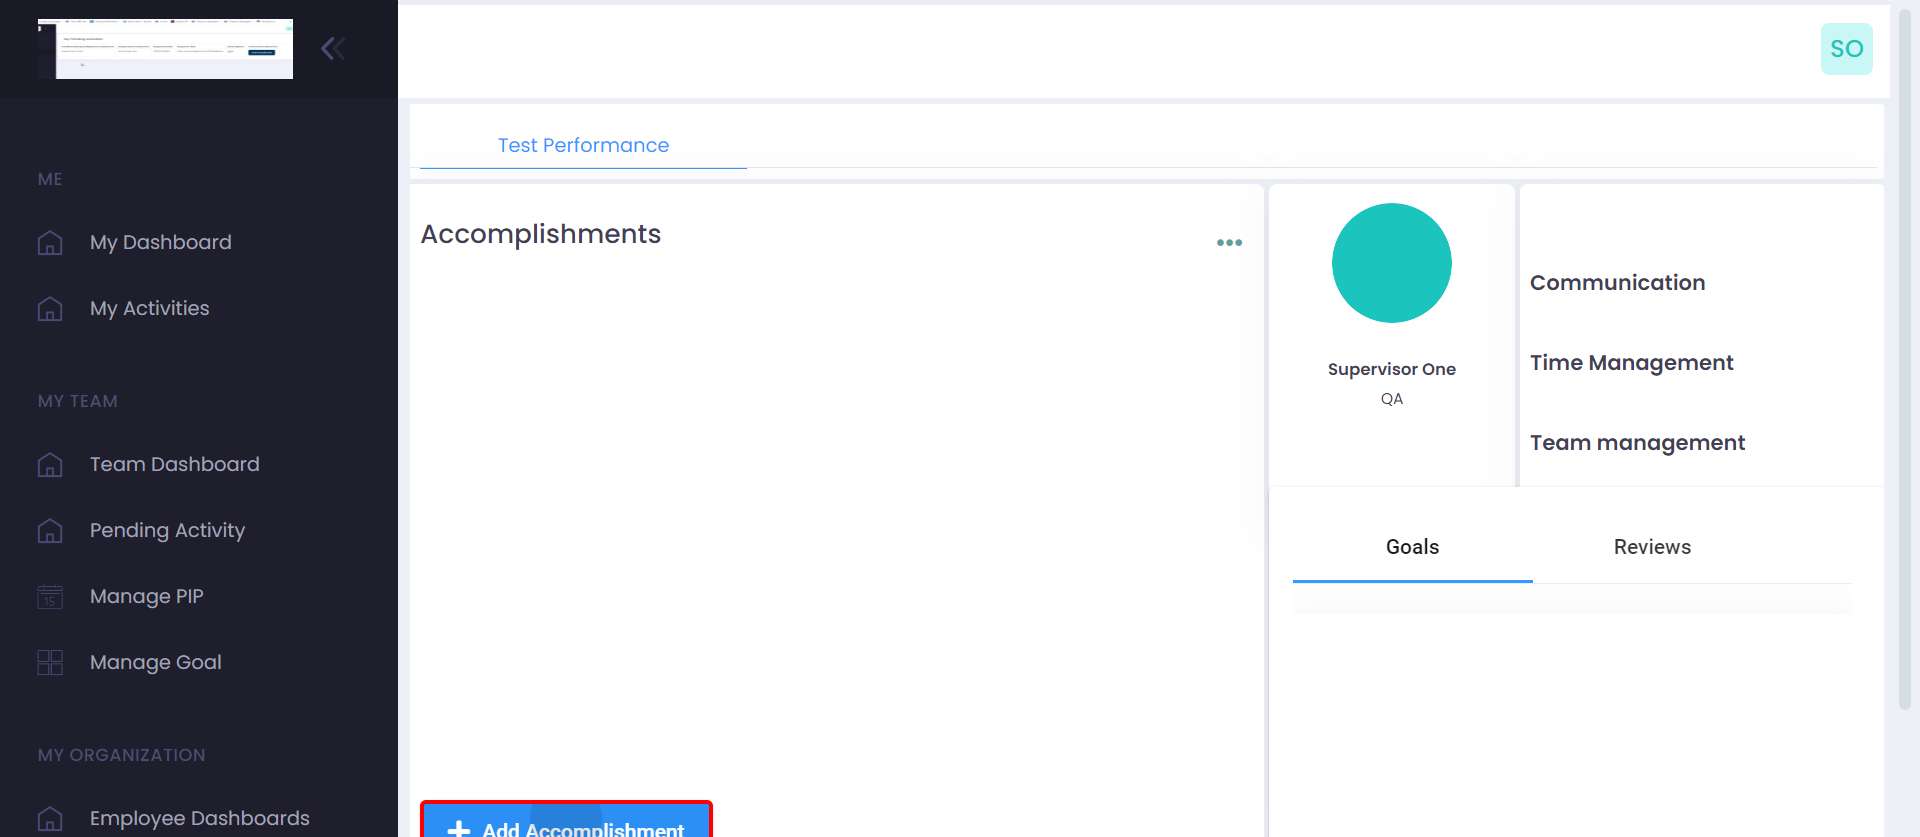 SO
ME
My Dashboard
My Activities
MY TEAM
Team Dashboard
Pending Activity
15
Manage PIP
Manage Goal
MY ORGANIZATION
Employee Dashboards
Test Performance
Accomplishments
Add Accomplishment
Supervisor One
QA
Communication
Time Management
Team management
Goals
Reviews